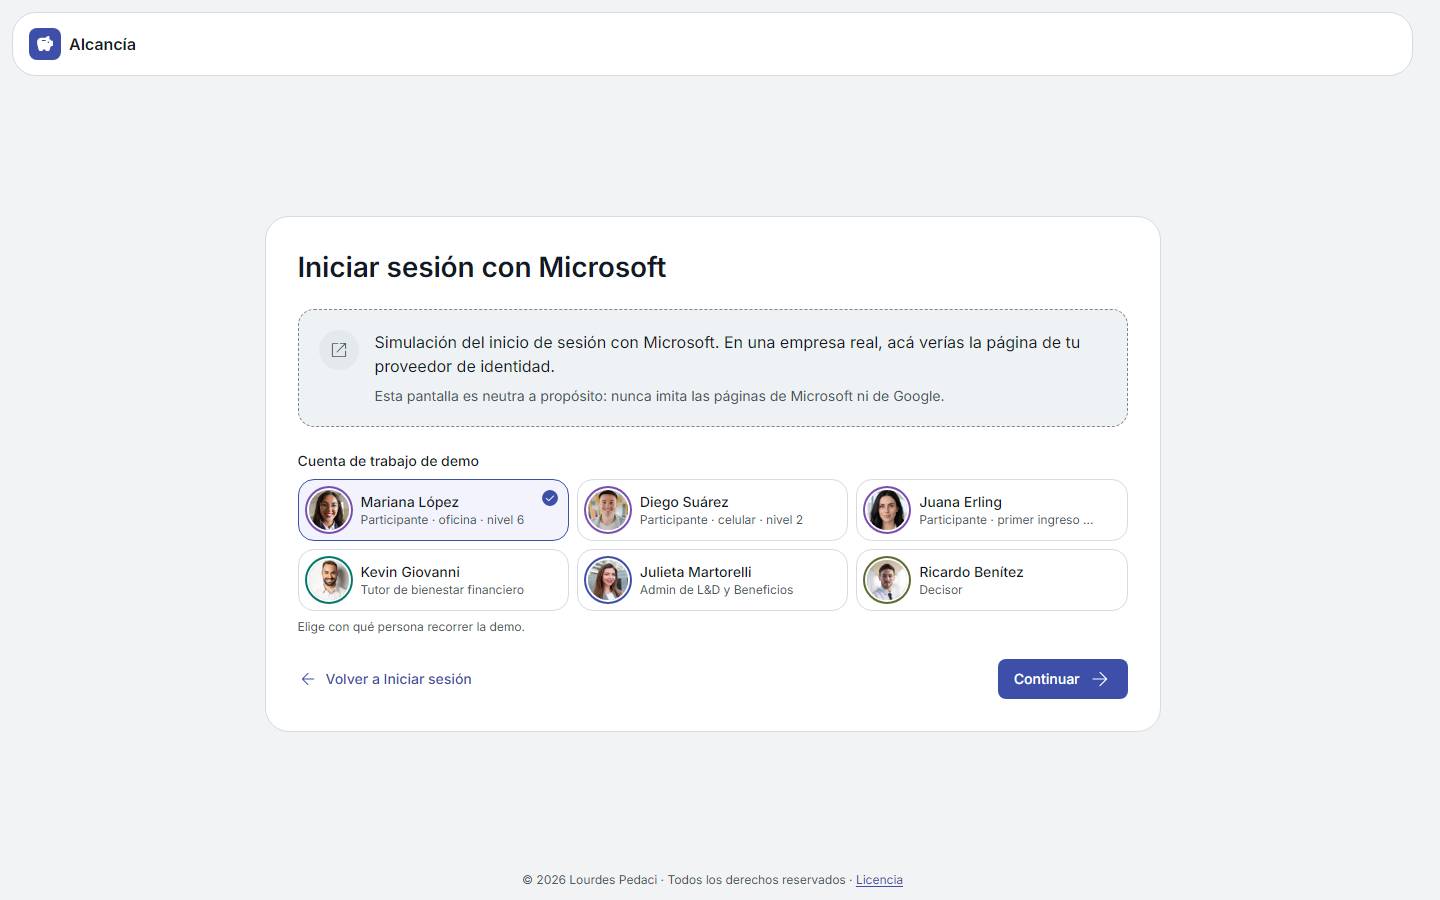 Alcancía
Iniciar sesión con Microsoft
Simulación del inicio de sesión con Microsoft. En una empresa real, acá verías la página de tu
proveedor de identidad.
Esta pantalla es neutra a propósito: nunca imita las páginas de Microsoft ni de Google.
Cuenta de trabajo de demo
Mariana López
Participante · oficina · nivel 6
Diego Suárez
Participante · celular · nivel 2
Juana Erling
Participante · primer ingreso ...
Kevin Giovanni
Tutor de bienestar financiero
Julieta Martorelli
Admin de L&D y Beneficios
Ricardo Benítez
Decisor
Elige con qué persona recorrer la demo.
Volver a Iniciar sesión
Continuar
© 2026 Lourdes Pedaci · Todos los derechos reservados · Licencia